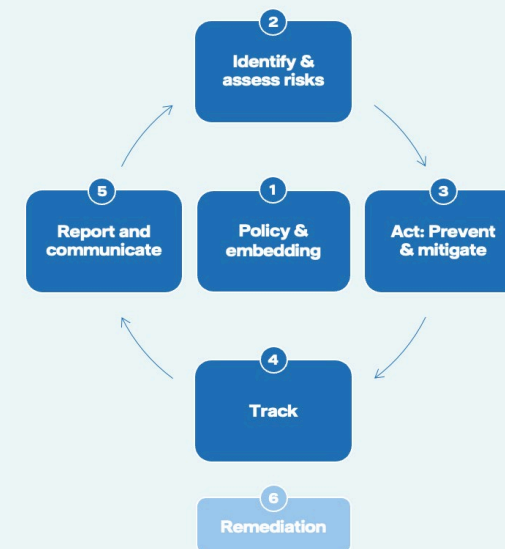 2
Identify &
assess risks
5
Report and
communicate
1
Policy &
embedding
3
Act: Prevent
& mitigate
4
Track
6
Remediation